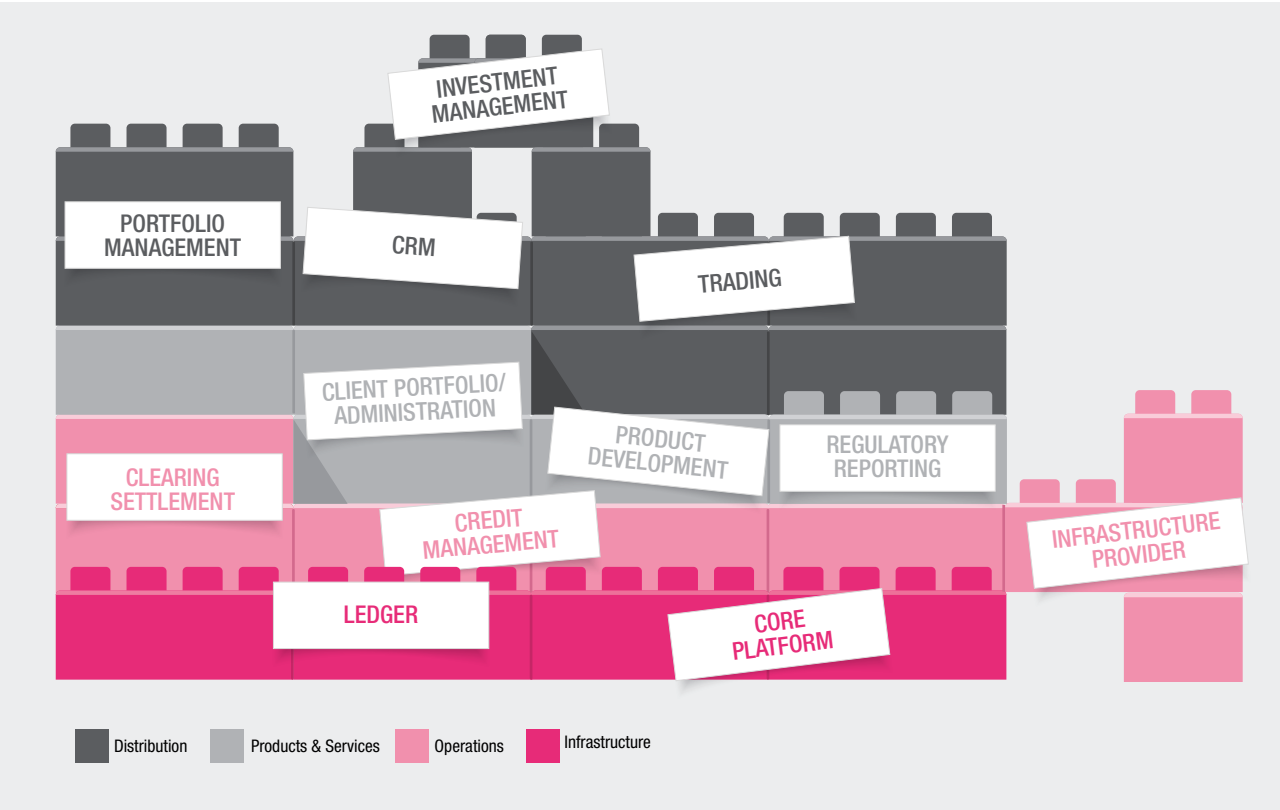 INVESTMENT
MANAGEMENT
PORTFOLIO
MANAGEMENT
CRM
TRADING
CLIENT PORTFOLIO/
ADMINISTRATION
PRODUCT
DEVELOPMENT
REGULATORY
REPORTING
CLEARING
SETTLEMENT
CREDIT
MANAGEMENT
INFRASTRUCTURE
PROVIDER
LEDGER
CORE
PLATFORM
Distribution
Products & Services
Operations
Infrastructure